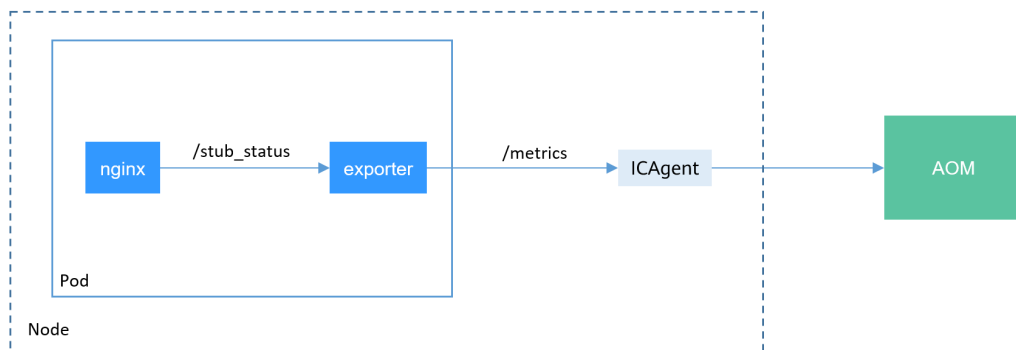 nginx
/stub_status
exporter
/metrics
ICAgent
AOM
Pod
Node